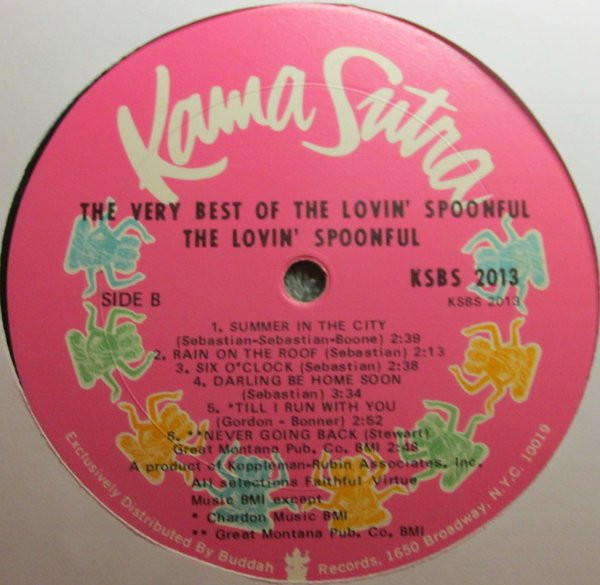 Kama Sutra
THE VERY BEST OF THE LOVIN' SPOONFUL
THE LOVIN' SPOONFUL
KSBS 2013
SIDE B
KSBS 2013
1. SUMMER IN THE CITY
(Sebastian-Sebastian-Boone) 2:39
2. RAIN ON THE ROOF (Sebastian) 2:13
3. SIX O'CLOCK (Sebastian) 2:38
4. DARLING BE HOME SOON
(Sebastian) 3:34
5. *TILL I RUN WITH YOU
(Gordon - Bonner) 2:52
6. **NEVER GOING BACK (Stewart)
Great Montana Pub. Co. BMI 2:48
A product of Koppleman-Rubin Associates, Inc.
All selections Faithful Virtue
Music BMI except
* Chardon Music BMI
** Great Montana Pub. Co. BMI
Exclusively Distributed By Buddah Records, 1650 Broadway, N.Y.C. 10019